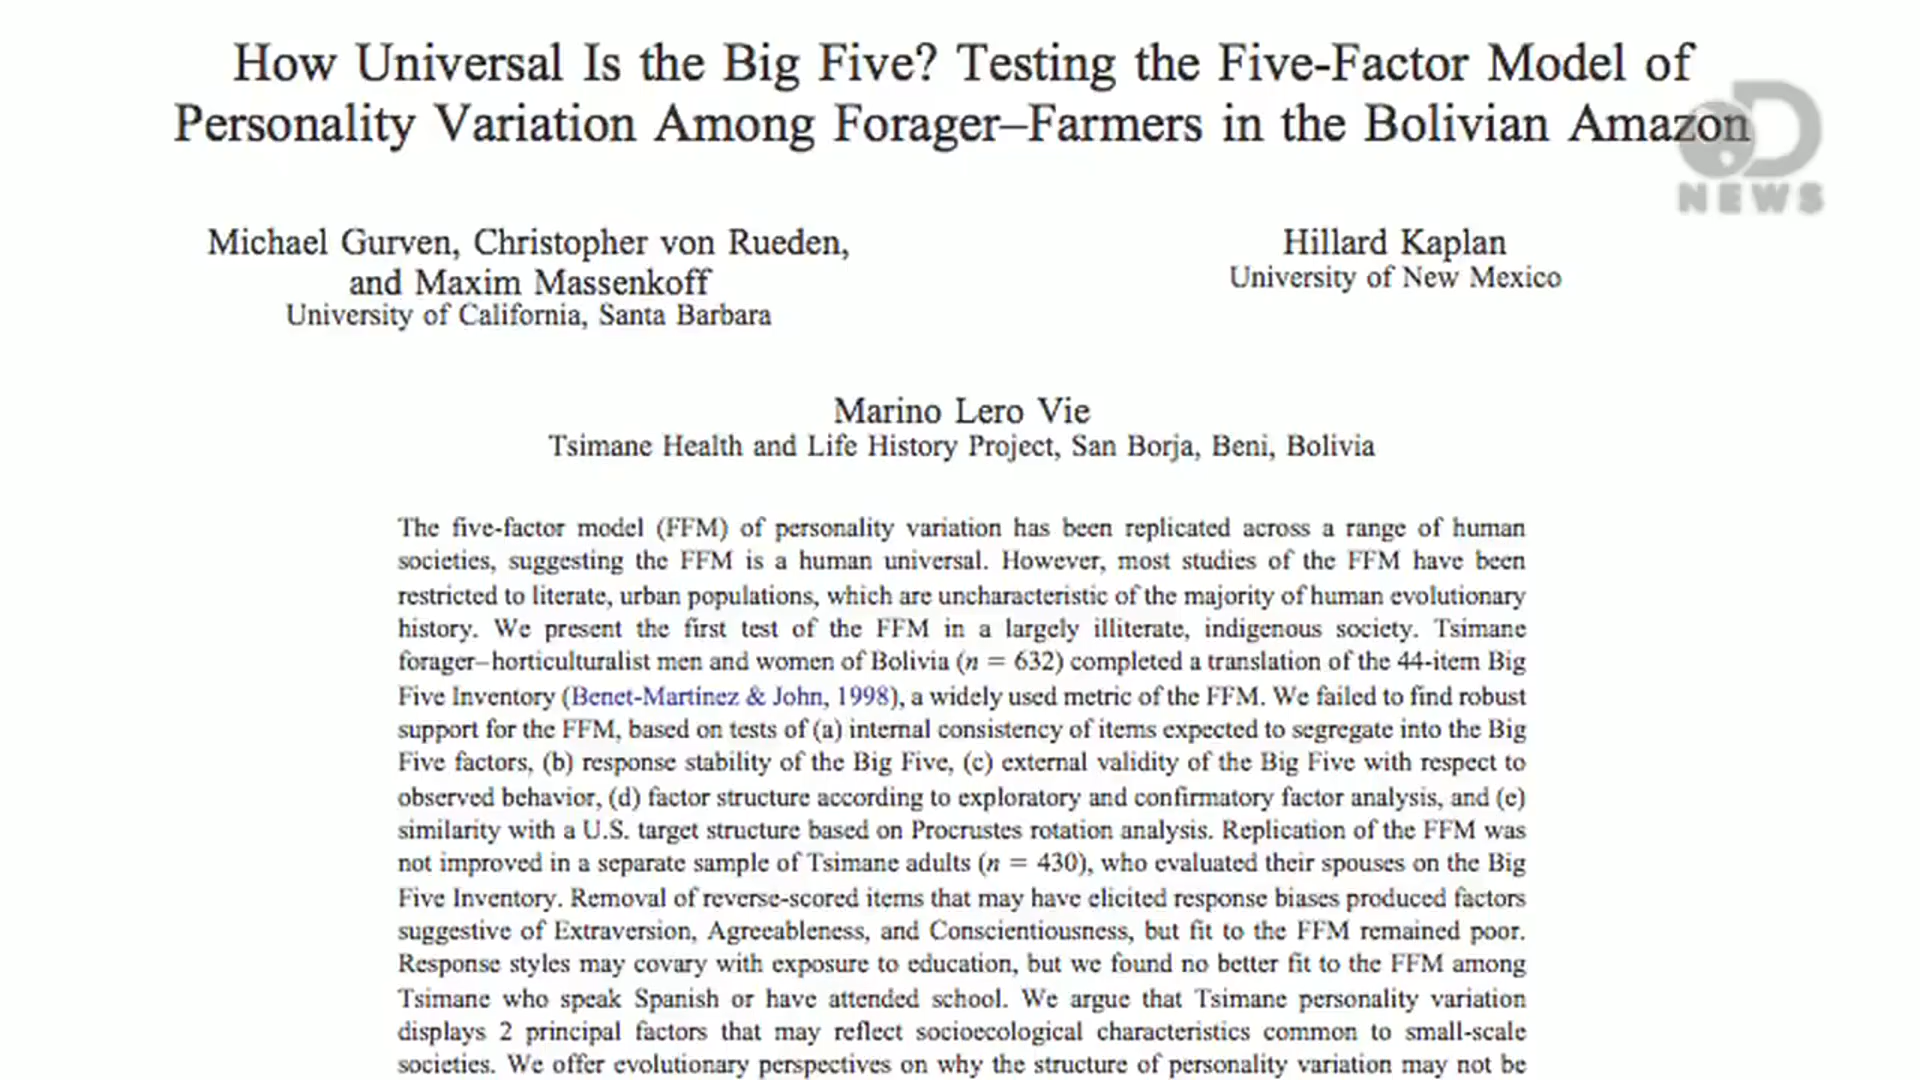 How Universal Is the Big Five? Testing the Five-Factor Model of
Personality Variation Among Forager–Farmers in the Bolivian Amazon
D
NEWS
Michael Gurven, Christopher von Rueden,
and Maxim Massenkoff
University of California, Santa Barbara
Hillard Kaplan
University of New Mexico
Marino Lero Vie
Tsimane Health and Life History Project, San Borja, Beni, Bolivia
The five-factor model (FFM) of personality variation has been replicated across a range of human
societies, suggesting the FFM is a human universal. However, most studies of the FFM have been
restricted to literate, urban populations, which are uncharacteristic of the majority of human evolutionary
history. We present the first test of the FFM in a largely illiterate, indigenous society. Tsimane
forager–horticulturalist men and women of Bolivia (n = 632) completed a translation of the 44-item Big
Five Inventory (Benet-Martínez & John, 1998), a widely used metric of the FFM. We failed to find robust
support for the FFM, based on tests of (a) internal consistency of items expected to segregate into the Big
Five factors, (b) response stability of the Big Five, (c) external validity of the Big Five with respect to
observed behavior, (d) factor structure according to exploratory and confirmatory factor analysis, and (e)
similarity with a U.S. target structure based on Procrustes rotation analysis. Replication of the FFM was
not improved in a separate sample of Tsimane adults (n = 430), who evaluated their spouses on the Big
Five Inventory. Removal of reverse-scored items that may have elicited response biases produced factors
suggestive of Extraversion, Agreeableness, and Conscientiousness, but fit to the FFM remained poor.
Response styles may covary with exposure to education, but we found no better fit to the FFM among
Tsimane who speak Spanish or have attended school. We argue that Tsimane personality variation
displays 2 principal factors that may reflect socioecological characteristics common to small-scale
societies. We offer evolutionary perspectives on why the structure of personality variation may not be